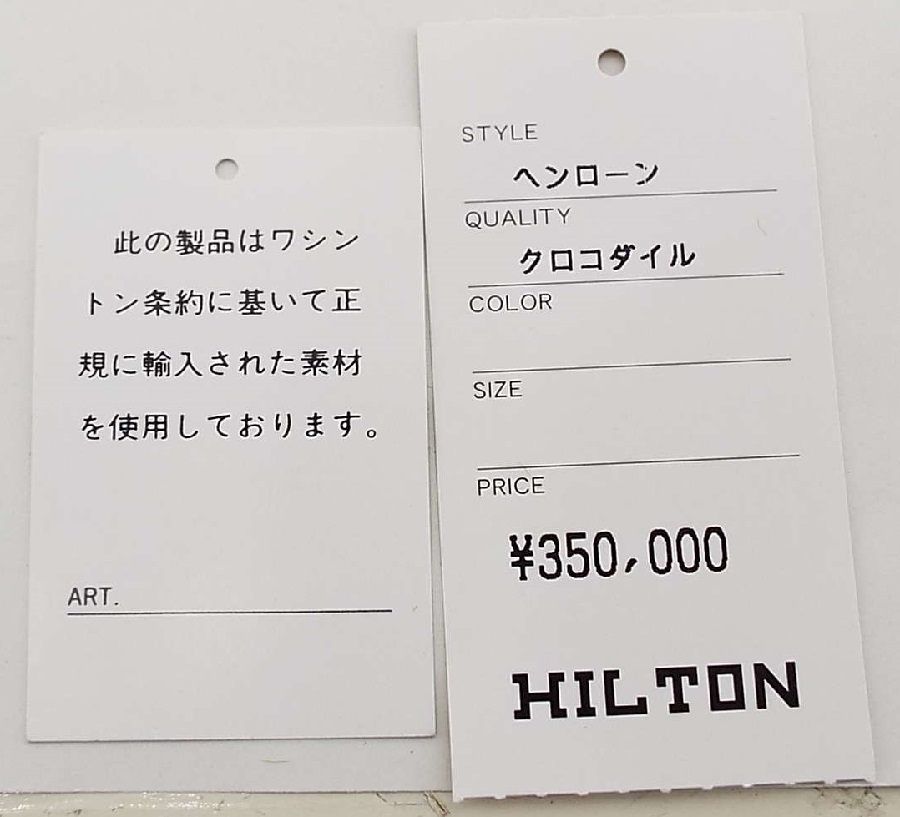 此の製品はワシン
トン条約に基いて正
規に輸入された素材
を使用しております。
ART.
STYLE
ヘンローン
QUALITY
クロコダイル
COLOR
SIZE
PRICE
¥350,000
HILTON